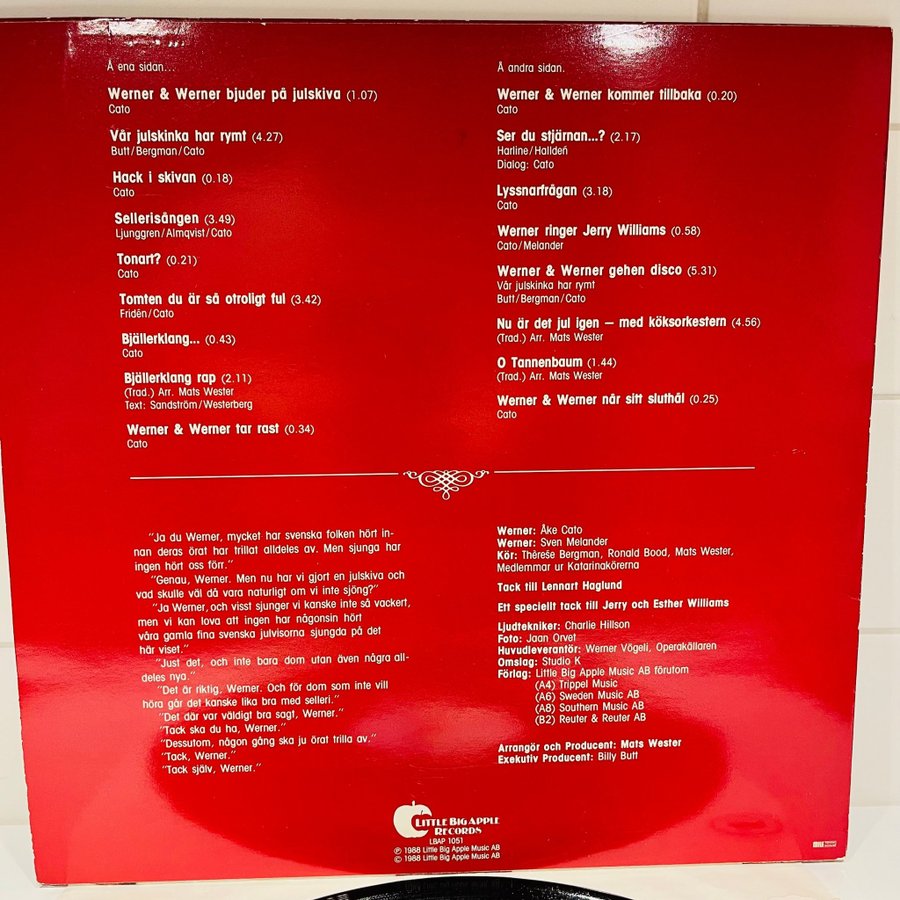 Å ena sidan...
Werner & Werner bjuder på julskiva (1.07)
Cato
Vår julskinka har rymt (4.27)
Butt/Bergman/Cato
Hack i skivan (0.18)
Cato
Sellerisången (3.49)
Ljunggren/Almqvist/Cato
Tonart? (0.21)
Cato
Tomten du är så otroligt ful (3.42)
Fridén/Cato
Bjällerklang... (0.43)
Cato
Bjällerklang rap (2.11)
(Trad.) Arr. Mats Wester
Text: Sandström/Westerberg
Werner & Werner tar rast (0.34)
Cato
Å andra sidan.
Werner & Werner kommer tillbaka (0.20)
Cato
Ser du stjärnan...? (2.17)
Harline/Halldeń
Dialog: Cato
Lyssnarfrågan (3.18)
Cato
Werner ringer Jerry Williams (0.58)
Cato/Melander
Werner & Werner gehen disco (5.31)
Vår julskinka har rymt
Butt/Bergman/Cato
Nu är det jul igen – med köksorkestern (4.56)
(Trad.) Arr. Mats Wester
O Tannenbaum (1.44)
(Trad.) Arr. Mats Wester
Werner & Werner når sitt sluthål (0.25)
Cato
"Ja du Werner, mycket har svenska folken hört in-
nan deras örat har trillat alldeles av. Men sjunga har
ingen hört oss förr."
"Genau, Werner. Men nu har vi gjort en julskiva och
vad skulle väl då vara naturligt om vi inte sjöng?"
"Ja Werner, och visst sjunger vi kanske inte så vackert,
men vi kan lova att ingen har någonsin hört
våra gamla fina svenska julvisorna sjungda på det
här viset."
"Just det, och inte bara dom utan även några all-
deles nya."
"Det är riktig, Werner. Och för dom som inte vill
höra går det kanske lika bra med selleri."
"Det där var väldigt bra sagt, Werner."
"Tack ska du ha, Werner."
"Dessutom, någon gång ska ju örat trilla av."
"Tack, Werner."
"Tack själv, Werner."
Werner: Åke Cato
Werner: Sven Melander
Kör: Thérèse Bergman, Ronald Bood, Mats Wester,
Medlemmar ur Katarinakörerna
Tack till Lennart Haglund
Ett speciellt tack till Jerry och Esther Williams
Ljudtekniker: Charlie Hillson
Foto: Jaan Orvet
Huvudleverantör: Werner Vögeli, Operakällaren
Omslag: Studio K
Förlag: Little Big Apple Music AB förutom
(A4) Trippel Music
(A6) Sweden Music AB
(A8) Southern Music AB
(B2) Reuter & Reuter AB
Arrangör och Producent: Mats Wester
Exekutiv Producent: Billy Butt
LITTLE BIG APPLE
RECORDS
LBAP 1051
℗ 1988 Little Big Apple Music AB
© 1988 Little Big Apple Music AB